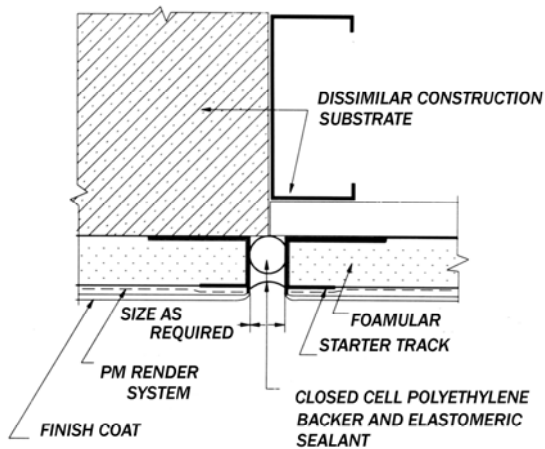 DISSIMILAR CONSTRUCTION
SUBSTRATE
SIZE AS
REQUIRED
FOAMULAR
STARTER TRACK
PM RENDER
SYSTEM
CLOSED CELL POLYETHYLENE
BACKER AND ELASTOMERIC
SEALANT
FINISH COAT